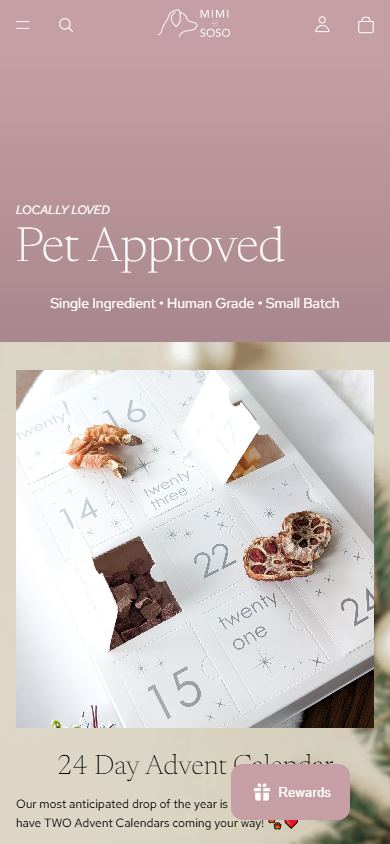 MIMI
SOSO
LOCALLY LOVED
Pet Approved
Single Ingredient • Human Grade • Small Batch
twenty
16
17
14
twenty
three
22
twenty
one
24
15
24 Day Advent Calendar
Our most anticipated drop of the year is
have TWO Advent Calendars coming your way!
Rewards